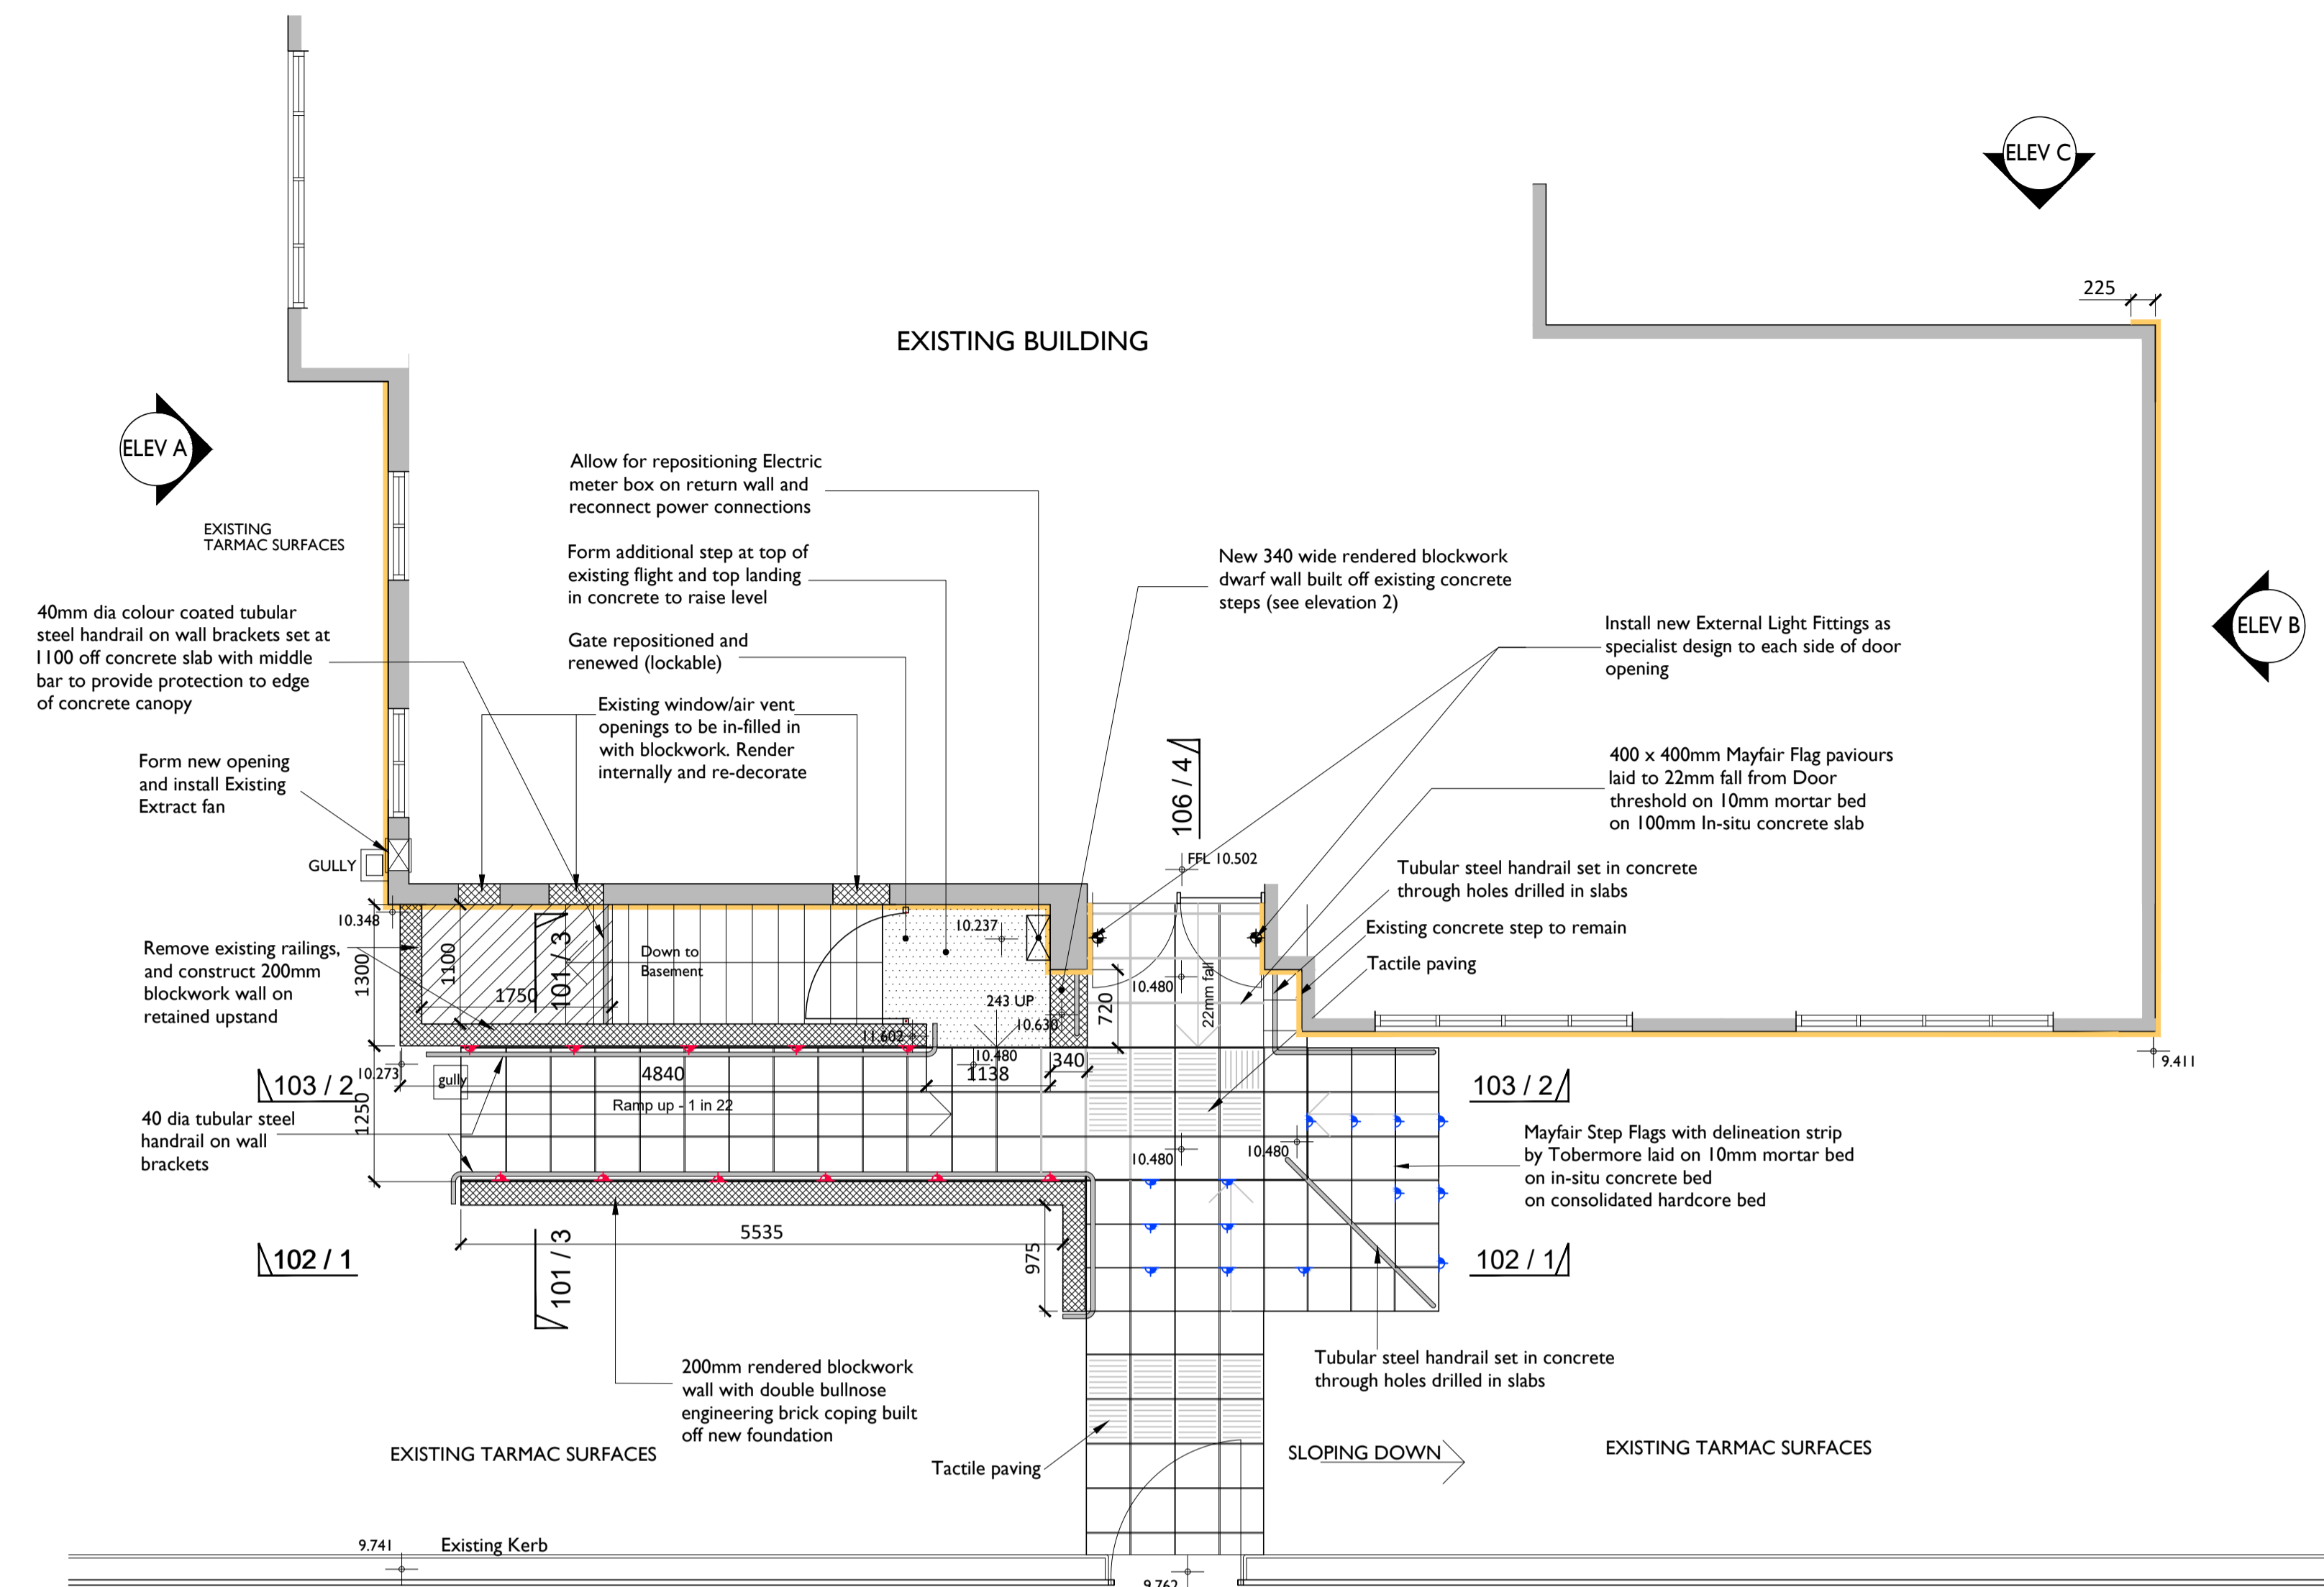 ELEV C
225
EXISTING BUILDING
ELEV A
Allow for repositioning Electric
meter box on return wall and
reconnect power connections
EXISTING
TARMAC SURFACES
Form additional step at top of
existing flight and top landing
in concrete to raise level
New 340 wide rendered blockwork
dwarf wall built off existing concrete
steps (see elevation 2)
40mm dia colour coated tubular
steel handrail on wall brackets set at
1100 off concrete slab with middle
bar to provide protection to edge
of concrete canopy
Gate repositioned and
renewed (lockable)
Install new External Light Fittings as
specialist design to each side of door
opening
ELEV B
Existing window/air vent
openings to be in-filled in
with blockwork. Render
internally and re-decorate
Form new opening
and install Existing
Extract fan
106 / 4
400 x 400mm Mayfair Flag paviours
laid to 22mm fall from Door
threshold on 10mm mortar bed
on 100mm In-situ concrete slab
GULLY
FFL 10.502
Tubular steel handrail set in concrete
through holes drilled in slabs
10.348
10.237
Existing concrete step to remain
Remove existing railings,
and construct 200mm
blockwork wall on
retained upstand
1300
1100
1750
101 / 3
Down to
Basement
243 UP
10.630
720
10.480
22mm fall
Tactile paving
11.602
10.480
340
10.273
gully
4840
1138
9.411
103 / 2
103 / 2
1250
Ramp up - 1 in 22
40 dia tubular steel
handrail on wall
brackets
10.480
10.480
Mayfair Step Flags with delineation strip
by Tobermore laid on 10mm mortar bed
on in-situ concrete bed
on consolidated hardcore bed
5535
975
102 / 1
101 / 3
102 / 1
200mm rendered blockwork
wall with double bullnose
engineering brick coping built
off new foundation
Tubular steel handrail set in concrete
through holes drilled in slabs
EXISTING TARMAC SURFACES
Tactile paving
SLOPING DOWN
EXISTING TARMAC SURFACES
9.741
Existing Kerb
9.762